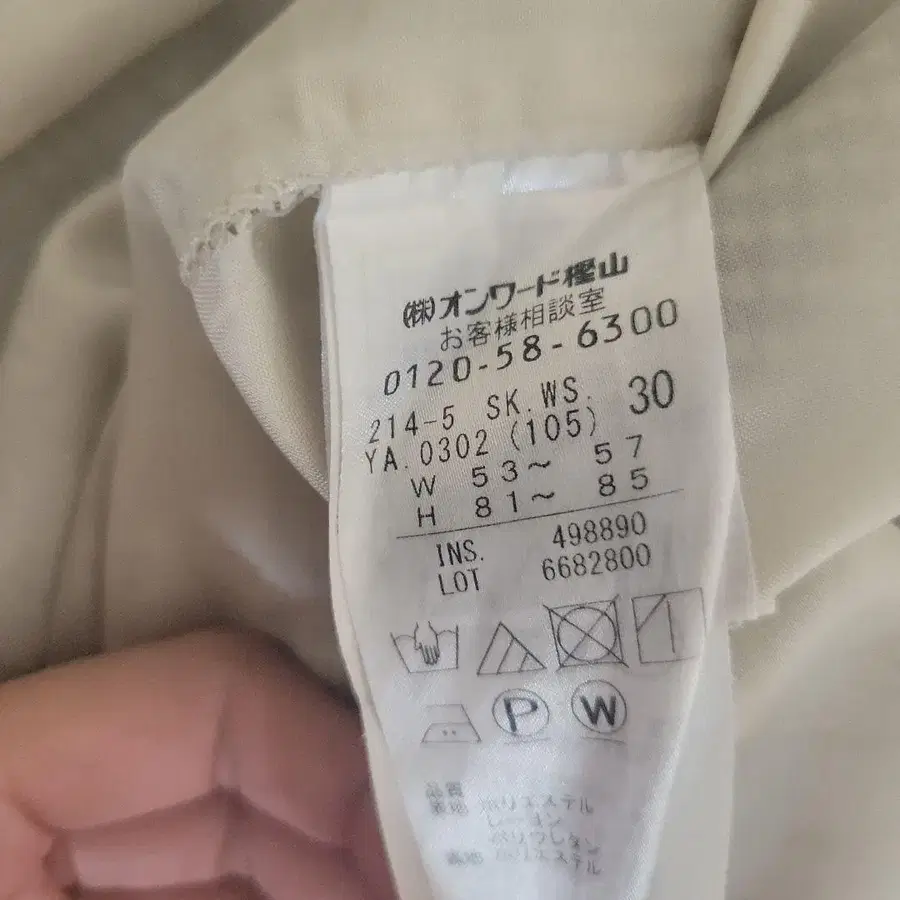 (株)オンワード樫山
お客様相談室
0120-58-6300
214-5 SK.WS. 30
YA.0302 (105)
W 53~ 57
H 81~ 85
INS. 498890
LOT 6682800
P W
品質
表地 ポリエステル
レーヨン
ポリウレタン
裏地 ポリエステル